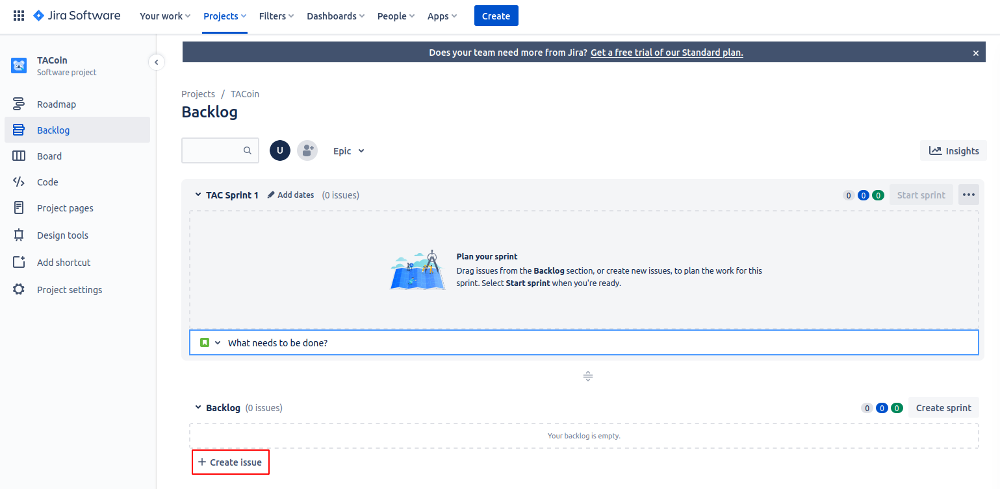 Jira Software Your work Projects Filters Dashboards People Apps Create
Does your team need more from Jira? Get a free trial of our Standard plan.
TACoin
Software project
Roadmap
Backlog
Board
Code
Project pages
Design tools
Add shortcut
Project settings
Projects / TACoin
Backlog
U Epic Insights
TAC Sprint 1 Add dates (0 issues) 0 0 0 Start sprint
Plan your sprint
Drag issues from the Backlog section, or create new issues, to plan the work for this
sprint. Select Start sprint when you're ready.
What needs to be done?
Backlog (0 issues) 0 0 0 Create sprint
Your backlog is empty.
+ Create issue